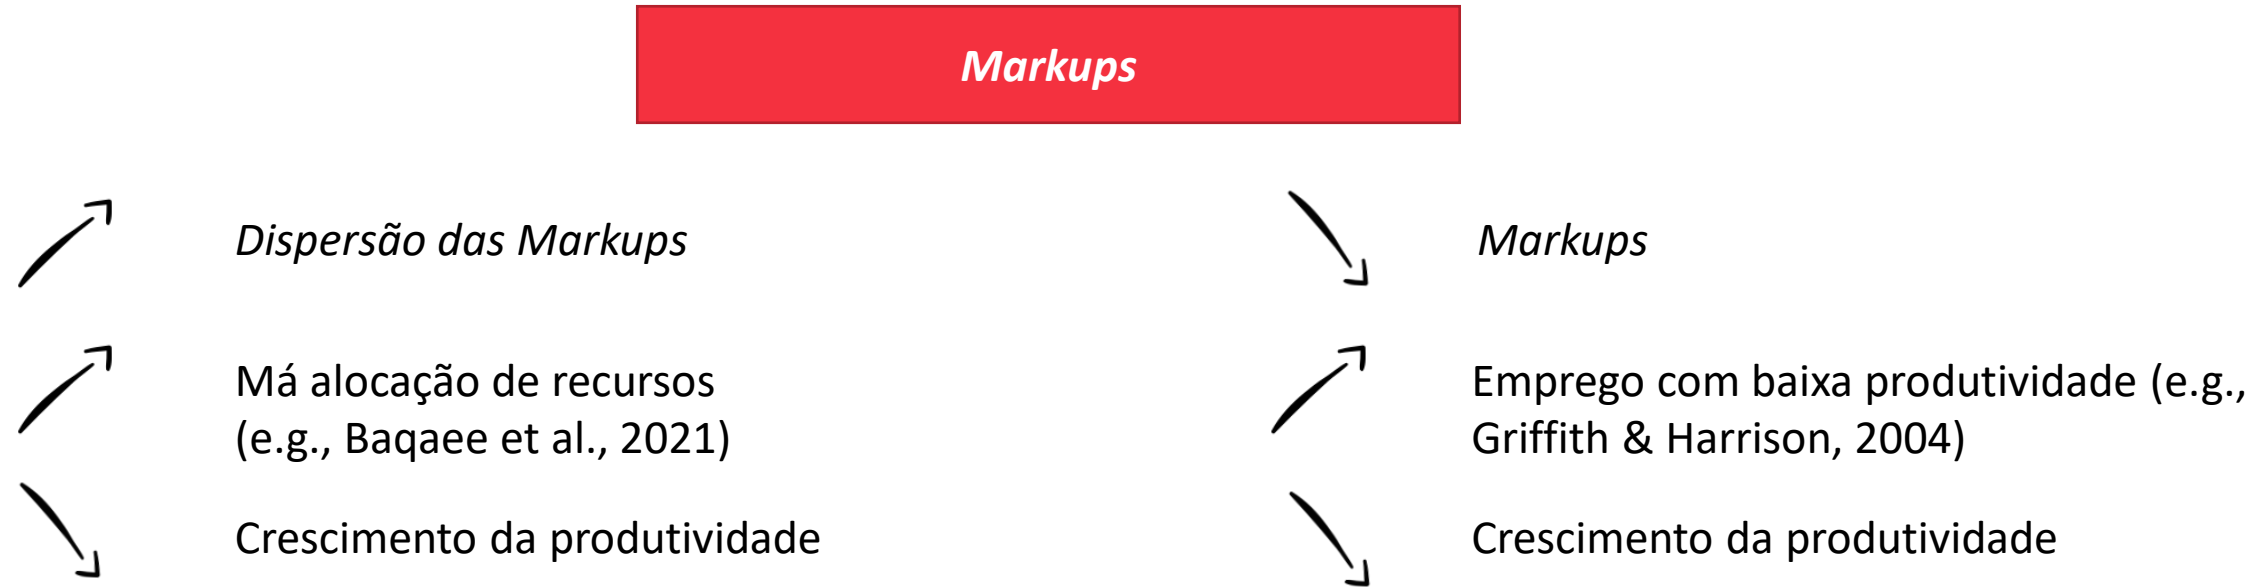 Markups
Dispersão das Markups
Má alocação de recursos
(e.g., Baqaee et al., 2021)
Crescimento da produtividade
Markups
Emprego com baixa produtividade (e.g.,
Griffith & Harrison, 2004)
Crescimento da produtividade